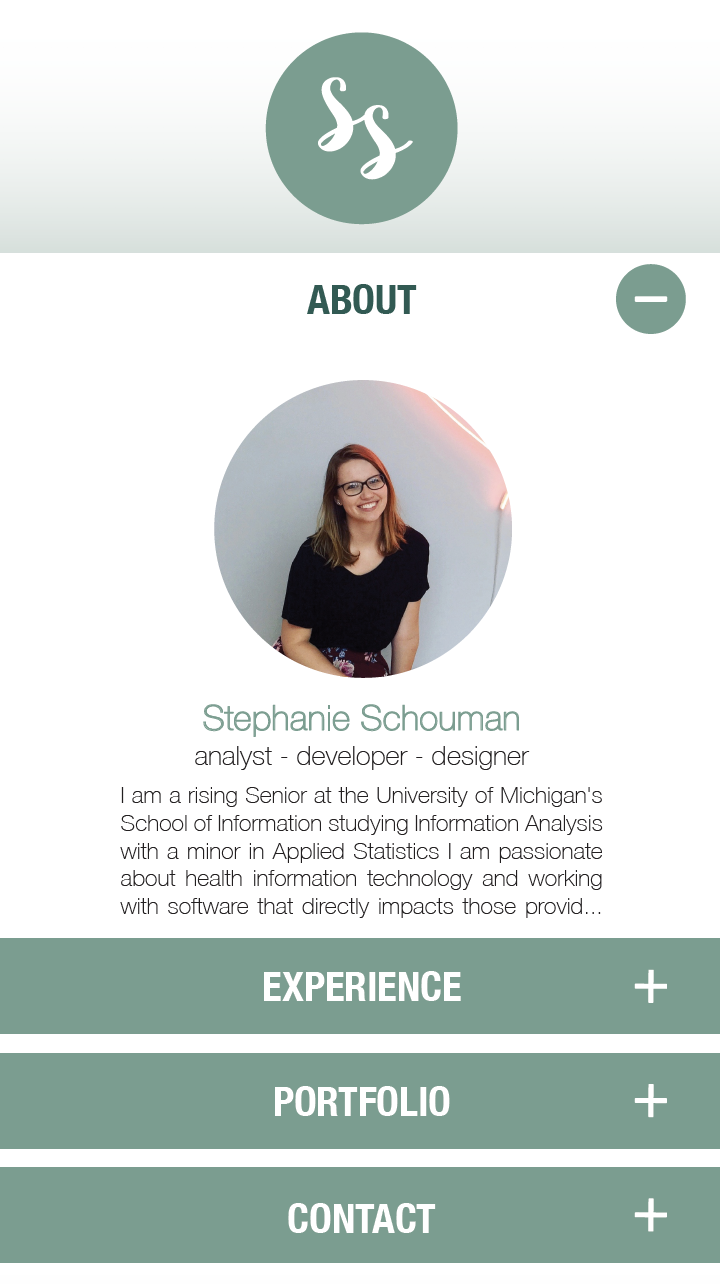 SS
ABOUT
Stephanie Schouman
analyst - developer - designer
I am a rising Senior at the University of Michigan's
School of Information studying Information Analysis
with a minor in Applied Statistics I am passionate
about health information technology and working
with software that directly impacts those provid...
EXPERIENCE
PORTFOLIO
CONTACT